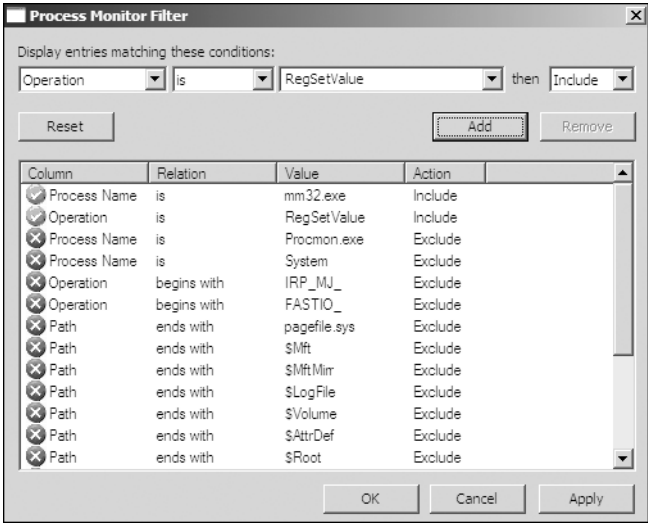 Process Monitor Filter
Display entries matching these conditions:
Operation is RegSetValue then Include
Reset Add Remove
Column Relation Value Action
Process Name is mm32.exe Include
Operation is RegSetValue Include
Process Name is Procmon.exe Exclude
Process Name is System Exclude
Operation begins with IRP_MJ_ Exclude
Operation begins with FASTIO_ Exclude
Path ends with pagefile.sys Exclude
Path ends with $Mft Exclude
Path ends with $MftMirr Exclude
Path ends with $LogFile Exclude
Path ends with $Volume Exclude
Path ends with $AttrDef Exclude
Path ends with $Root Exclude
OK Cancel Apply